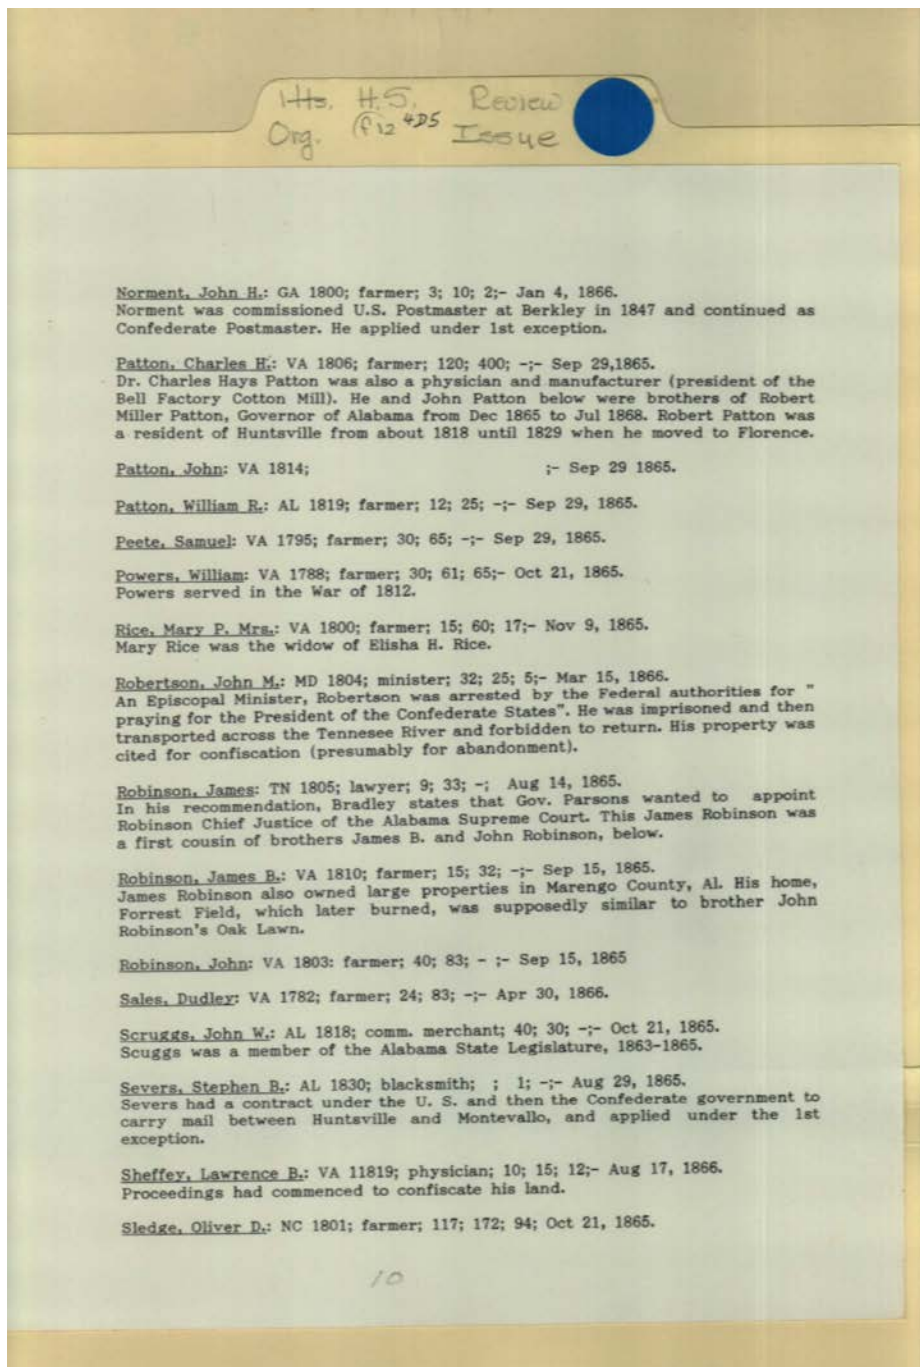 Hts. H.S. Review
Org. f12 4D5 Issue
Norment, John H.: GA 1800; farmer; 3; 10; 2;- Jan 4, 1866.
Norment was commissioned U.S. Postmaster at Berkley in 1847 and continued as
Confederate Postmaster. He applied under 1st exception.
Patton, Charles H.: VA 1806; farmer; 120; 400; -;- Sep 29,1865.
Dr. Charles Hays Patton was also a physician and manufacturer (president of the
Bell Factory Cotton Mill). He and John Patton below were brothers of Robert
Miller Patton, Governor of Alabama from Dec 1865 to Jul 1868. Robert Patton was
a resident of Huntsville from about 1818 until 1829 when he moved to Florence.
Patton, John: VA 1814; ;- Sep 29 1865.
Patton, William R.: AL 1819; farmer; 12; 25; -;- Sep 29, 1865.
Peete, Samuel: VA 1795; farmer; 30; 65; -;- Sep 29, 1865.
Powers, William: VA 1788; farmer; 30; 61; 65;- Oct 21, 1865.
Powers served in the War of 1812.
Rice, Mary P. Mrs.: VA 1800; farmer; 15; 60; 17;- Nov 9, 1865.
Mary Rice was the widow of Elisha H. Rice.
Robertson, John M.: MD 1804; minister; 32; 25; 5;- Mar 15, 1866.
An Episcopal Minister, Robertson was arrested by the Federal authorities for "
praying for the President of the Confederate States". He was imprisoned and then
transported across the Tennesee River and forbidden to return. His property was
cited for confiscation (presumably for abandonment).
Robinson, James: TN 1805; lawyer; 9; 33; -; Aug 14, 1865.
In his recommendation, Bradley states that Gov. Parsons wanted to appoint
Robinson Chief Justice of the Alabama Supreme Court. This James Robinson was
a first cousin of brothers James B. and John Robinson, below.
Robinson, James B.: VA 1810; farmer; 15; 32; -;- Sep 15, 1865.
James Robinson also owned large properties in Marengo County, Al. His home,
Forrest Field, which later burned, was supposedly similar to brother John
Robinson's Oak Lawn.
Robinson, John: VA 1803: farmer; 40; 83; - ;- Sep 15, 1865
Sales, Dudley: VA 1782; farmer; 24; 83; -;- Apr 30, 1866.
Scruggs, John W.: AL 1818; comm. merchant; 40; 30; -;- Oct 21, 1865.
Scuggs was a member of the Alabama State Legislature, 1863-1865.
Severs, Stephen B.: AL 1830; blacksmith; ; 1; -;- Aug 29, 1865.
Severs had a contract under the U. S. and then the Confederate government to
carry mail between Huntsville and Montevallo, and applied under the 1st
exception.
Sheffey, Lawrence B.: VA 11819; physician; 10; 15; 12;- Aug 17, 1866.
Proceedings had commenced to confiscate his land.
Sledge, Oliver D.: NC 1801; farmer; 117; 172; 94; Oct 21, 1865.
10